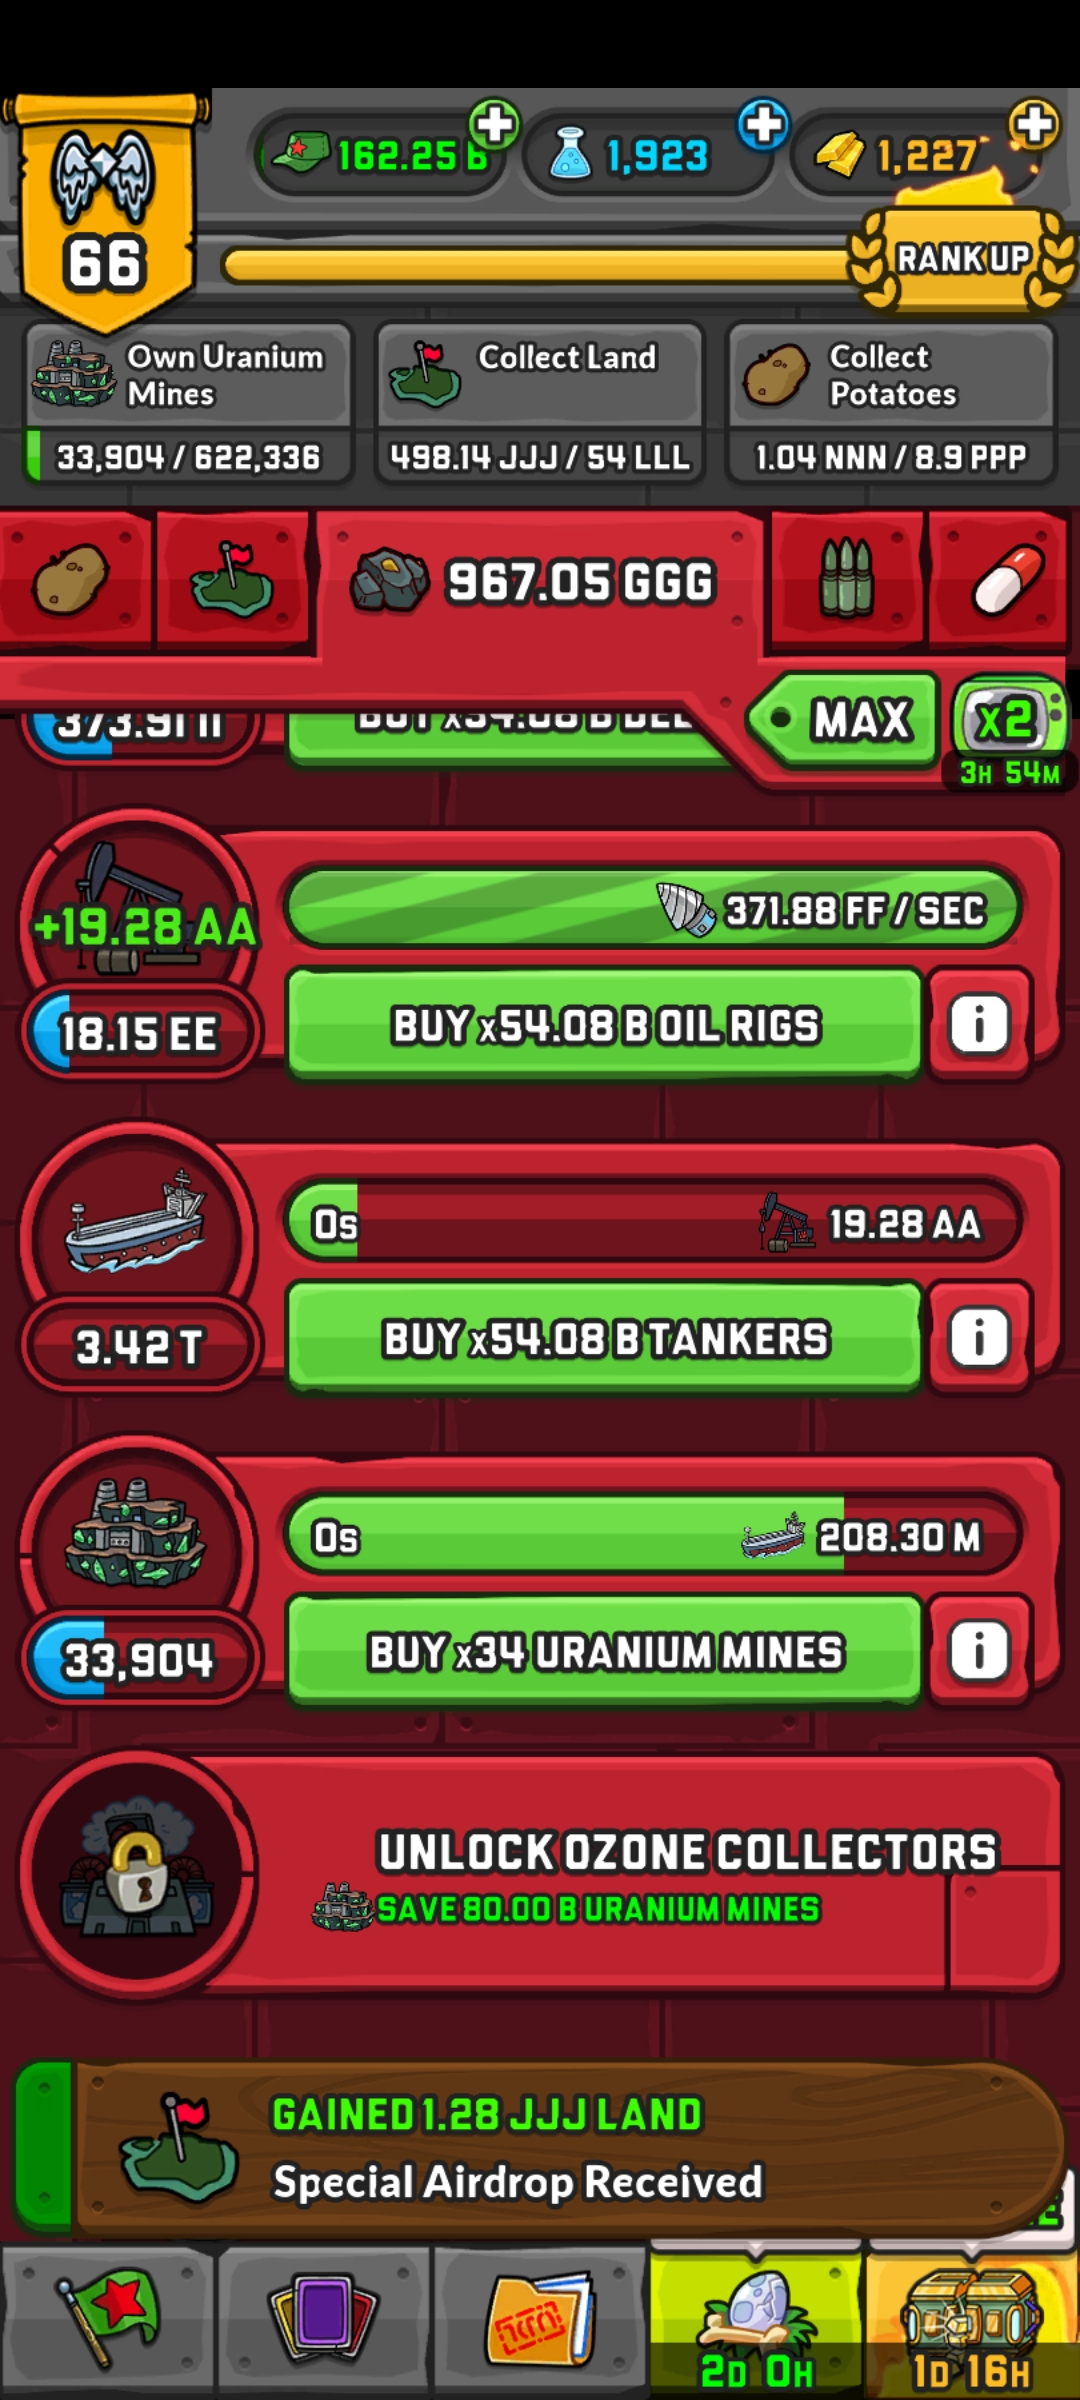 162.25 B
1,923
1,227
66
RANK UP
Own Uranium
Mines
33,904 / 622,336
Collect Land
498.14 JJJ / 54 LLL
Collect
Potatoes
1.04 NNN / 8.9 PPP
967.05 GGG
MAX
x2
3H 54M
BUY x54.08 B
+19.28 AA
371.88 FF / SEC
18.15 EE
BUY x54.08 B OIL RIGS
i
0s
19.28 AA
3.42 T
BUY x54.08 B TANKERS
i
0s
208.30 M
33,904
BUY x34 URANIUM MINES
i
UNLOCK OZONE COLLECTORS
SAVE 80.00 B URANIUM MINES
GAINED 1.28 JJJ LAND
Special Airdrop Received
2D 0H
1D 16H